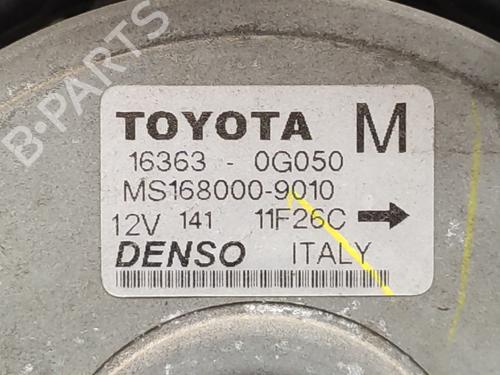 B-PARTS
TOYOTA M
16363 - 0G050
MS168000-9010
12V 141 11F26C →
DENSO ITALY